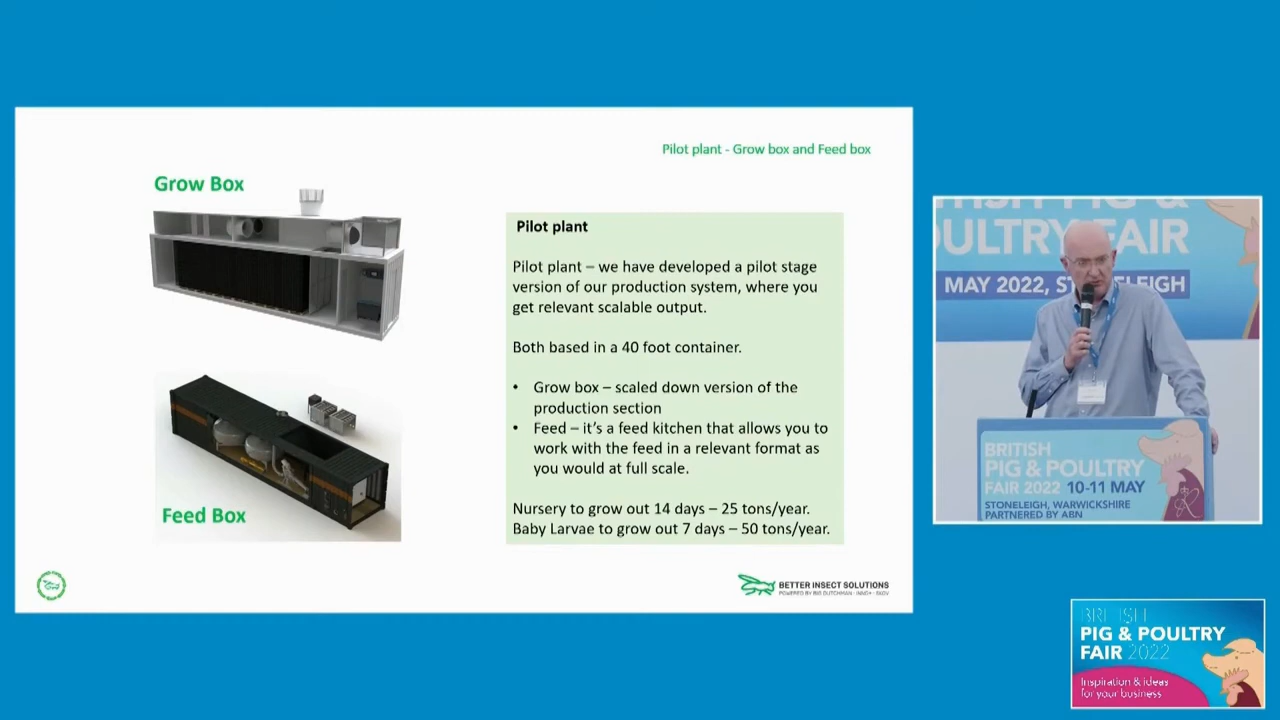 Pilot plant - Grow box and Feed box
Grow Box
Feed Box
Pilot plant
Pilot plant – we have developed a pilot stage
version of our production system, where you
get relevant scalable output.
Both based in a 40 foot container.
• Grow box – scaled down version of the
production section
• Feed – it's a feed kitchen that allows you to
work with the feed in a relevant format as
you would at full scale.
Nursery to grow out 14 days – 25 tons/year.
Baby Larvae to grow out 7 days – 50 tons/year.
BETTER INSECT SOLUTIONS
POWERED BY BIG DUTCHMAN · INNO+ · SKOV
TISH PIG &
OULTRY FAIR
MAY 2022, ST ELEIGH
BRITISH
PIG & POULTRY
FAIR 2022 10-11 MAY
STONELEIGH, WARWICKSHIRE
PARTNERED BY ABN
BRITISH
PIG & POULTRY
FAIR 2022
Inspiration & ideas
for your business